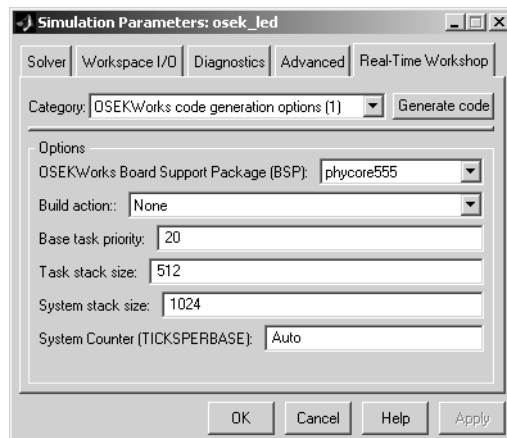 Simulation Parameters: osek_led
Solver Workspace I/O Diagnostics Advanced Real-Time Workshop
Category: OSEKWorks code generation options (1) Generate code
Options
OSEKWorks Board Support Package (BSP): phycore555
Build action:: None
Base task priority: 20
Task stack size: 512
System stack size: 1024
System Counter (TICKSPERBASE): Auto
OK Cancel Help Apply